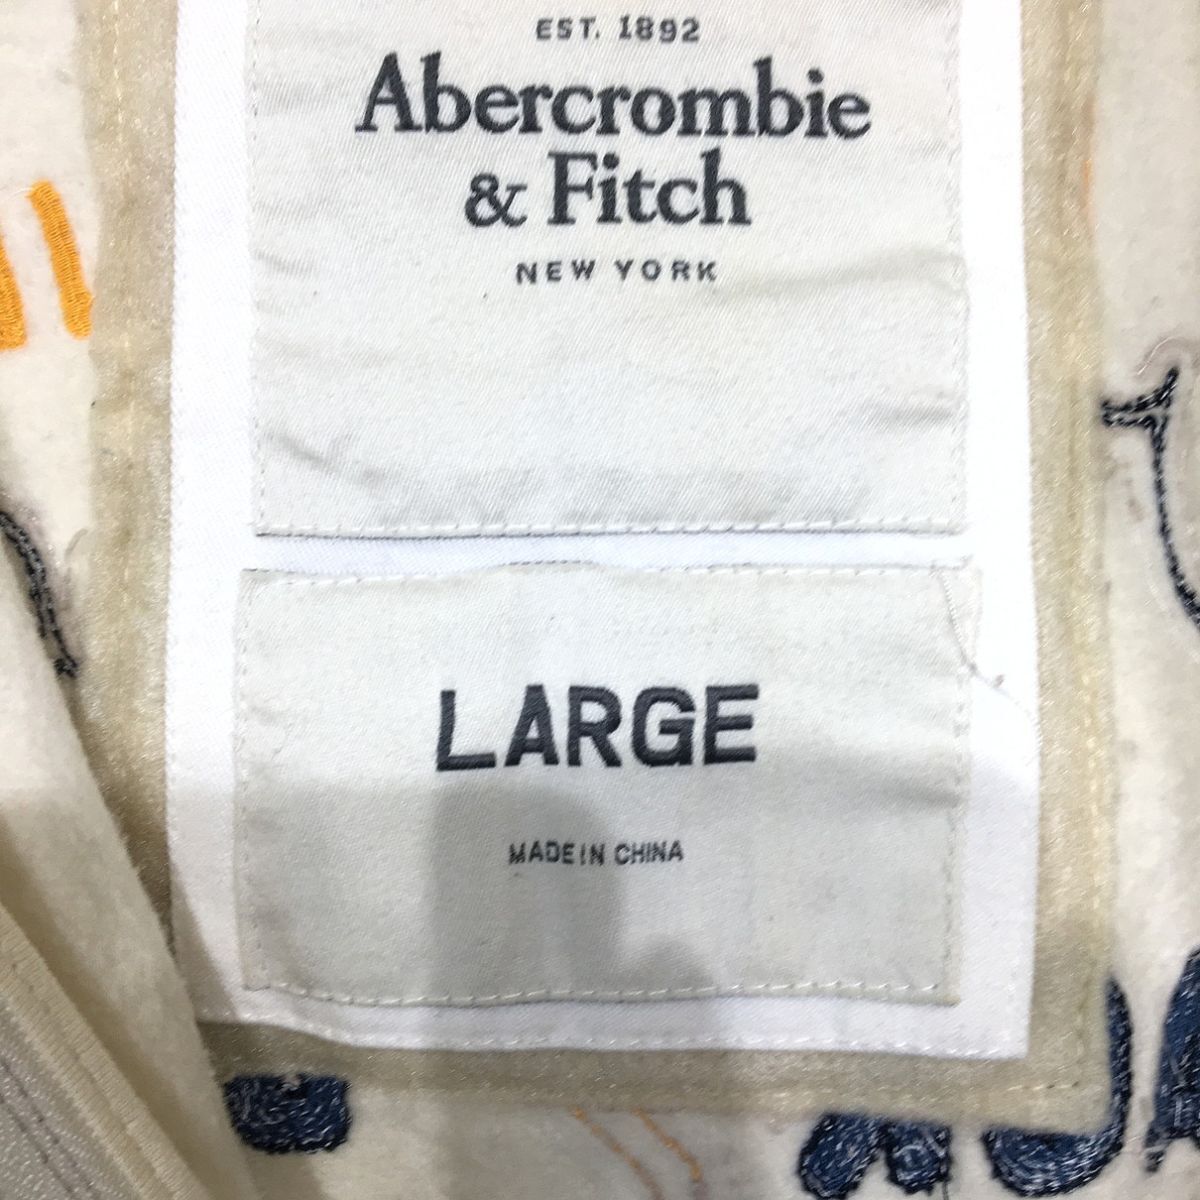 EST. 1892
Abercrombie
& Fitch
NEW YORK
LARGE
MADE IN CHINA